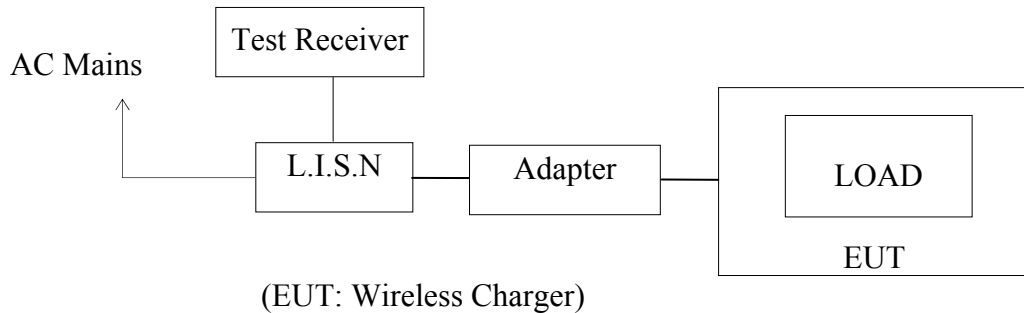 Test Receiver
AC Mains
L.I.S.N
Adapter
LOAD
EUT
(EUT: Wireless Charger)